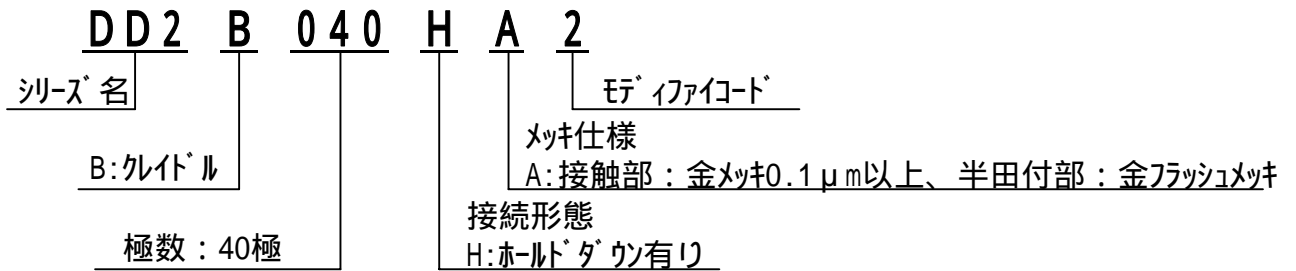 DD2 B 040 H A 2
ｼﾘｰｽﾞ名
ﾓﾃﾞｨﾌｧｲｺｰﾄﾞ
ﾒｯｷ仕様
B:ｸﾚｲﾄﾞﾙ
A:接触部：金ﾒｯｷ0.1μm以上、半田付部：金ﾌﾗｯｼｭﾒｯｷ
接続形態
極数：40極
H:ﾎｰﾙﾄﾞﾀﾞｳﾝ有り